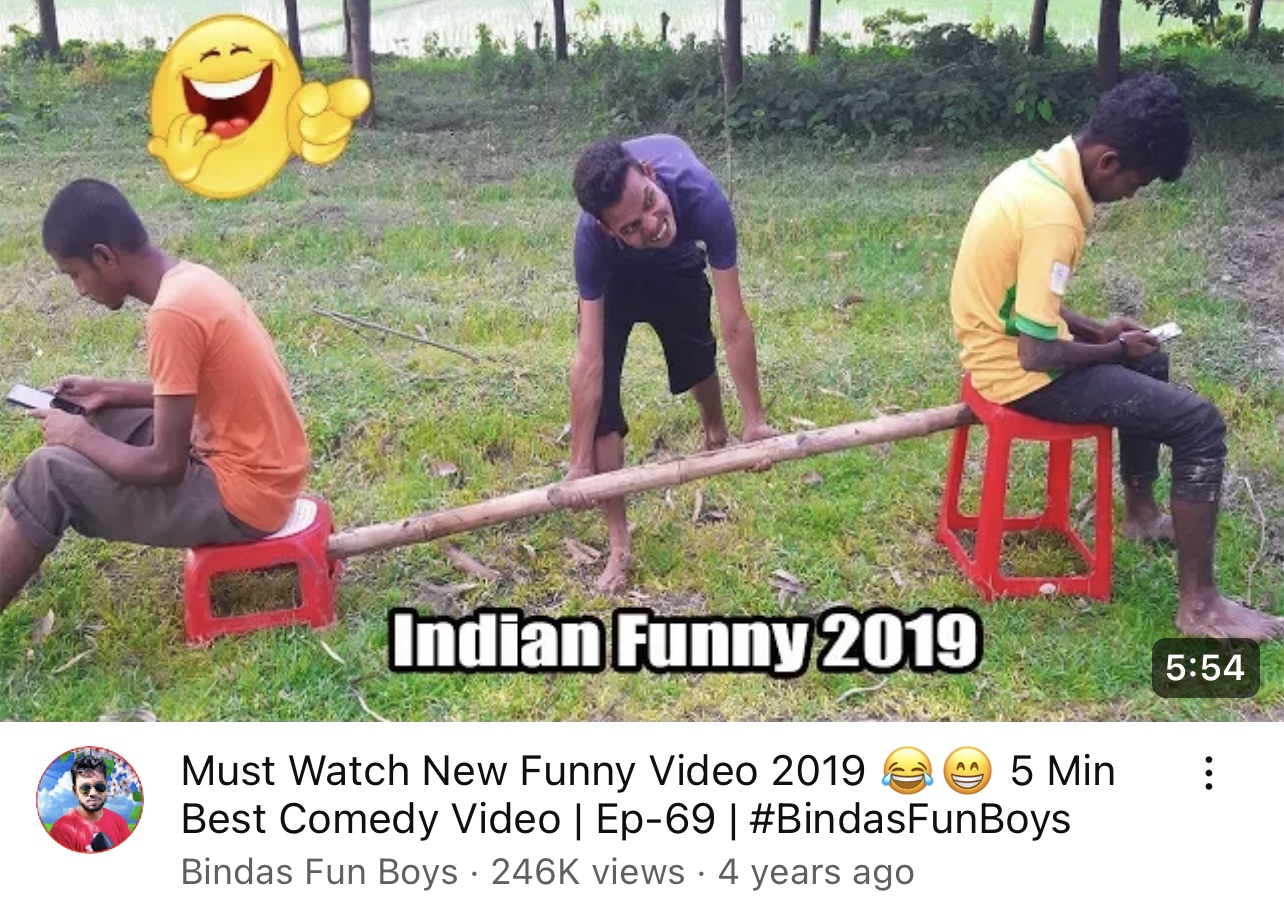 Indian Funny 2019
5:54
Must Watch New Funny Video 2019 😂😁 5 Min
Best Comedy Video | Ep-69 | #BindasFunBoys
Bindas Fun Boys · 246K views · 4 years ago